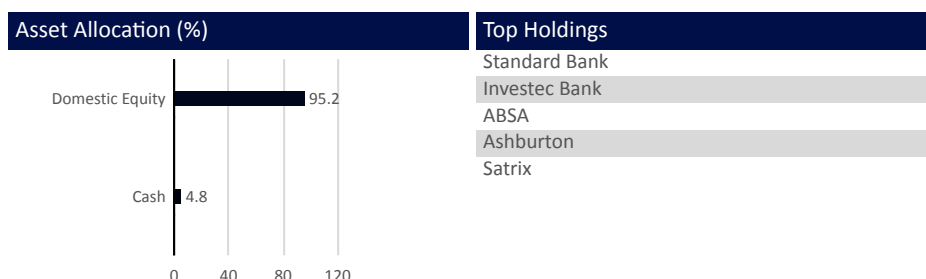 Asset Allocation (%)
Domestic Equity 95.2
Cash 4.8
0 40 80 120
Top Holdings
Standard Bank
Investec Bank
ABSA
Ashburton
Satrix